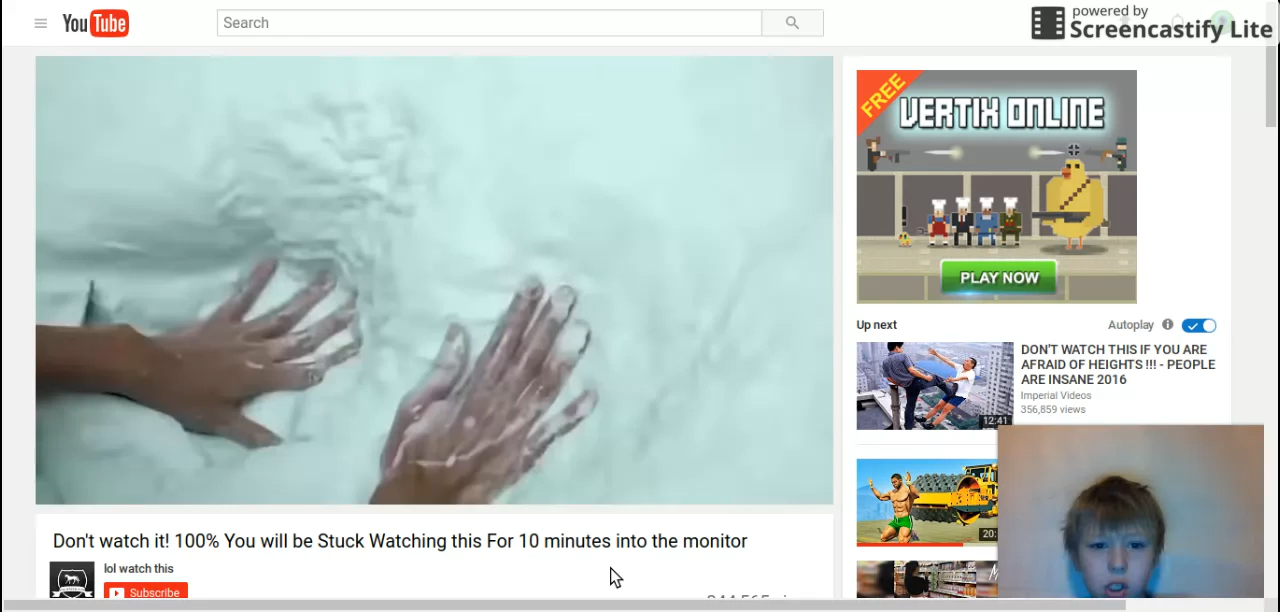 YouTube
Search
powered by
Screencastify Lite
FREE
VERTIX ONLINE
PLAY NOW
Up next
Autoplay
DON'T WATCH THIS IF YOU ARE
AFRAID OF HEIGHTS !!! - PEOPLE
ARE INSANE 2016
Imperial Videos
356,859 views
12:41
20:
Don't watch it! 100% You will be Stuck Watching this For 10 minutes into the monitor
lol watch this
Subscribe